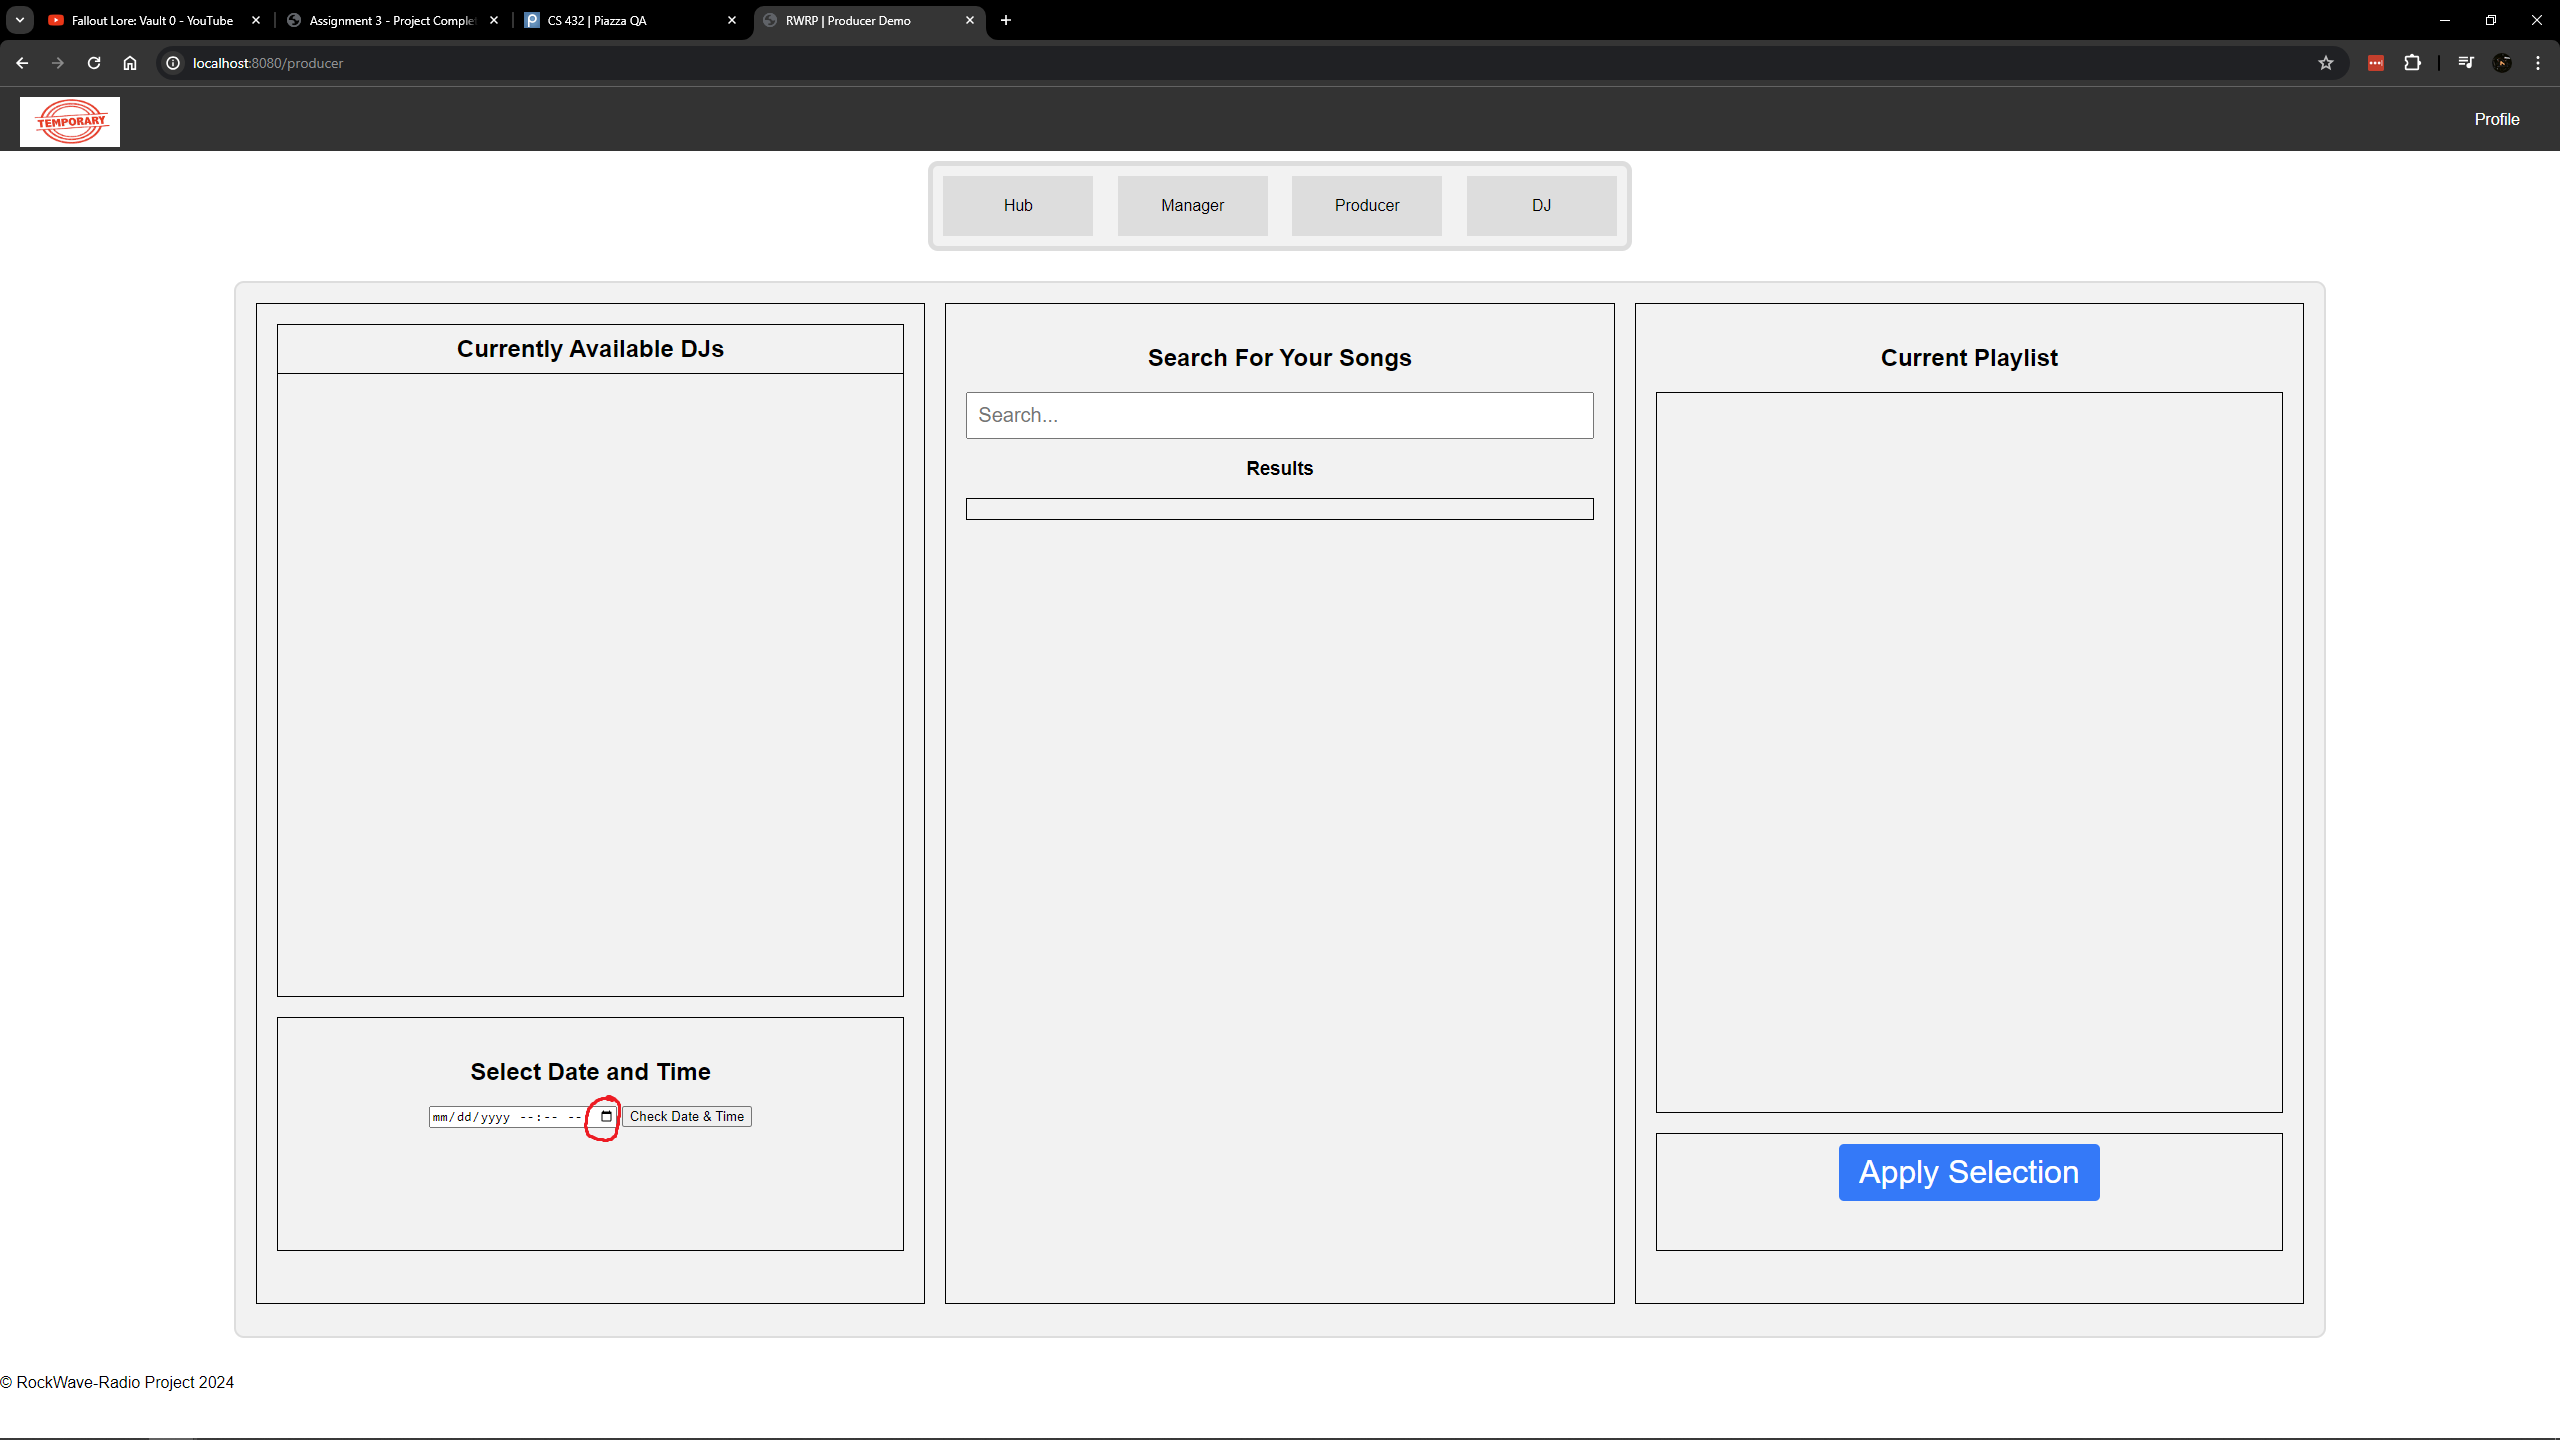 Fallout Lore: Vault 0 - YouTube
Assignment 3 - Project Comple
CS 432 | Piazza QA
RWRP | Producer Demo
localhost:8080/producer
TEMPORARY
Profile
Hub
Manager
Producer
DJ
Currently Available DJs
Select Date and Time
mm/dd/yyyy --:-- --
Check Date & Time
Search For Your Songs
Search...
Results
Current Playlist
Apply Selection
© RockWave-Radio Project 2024